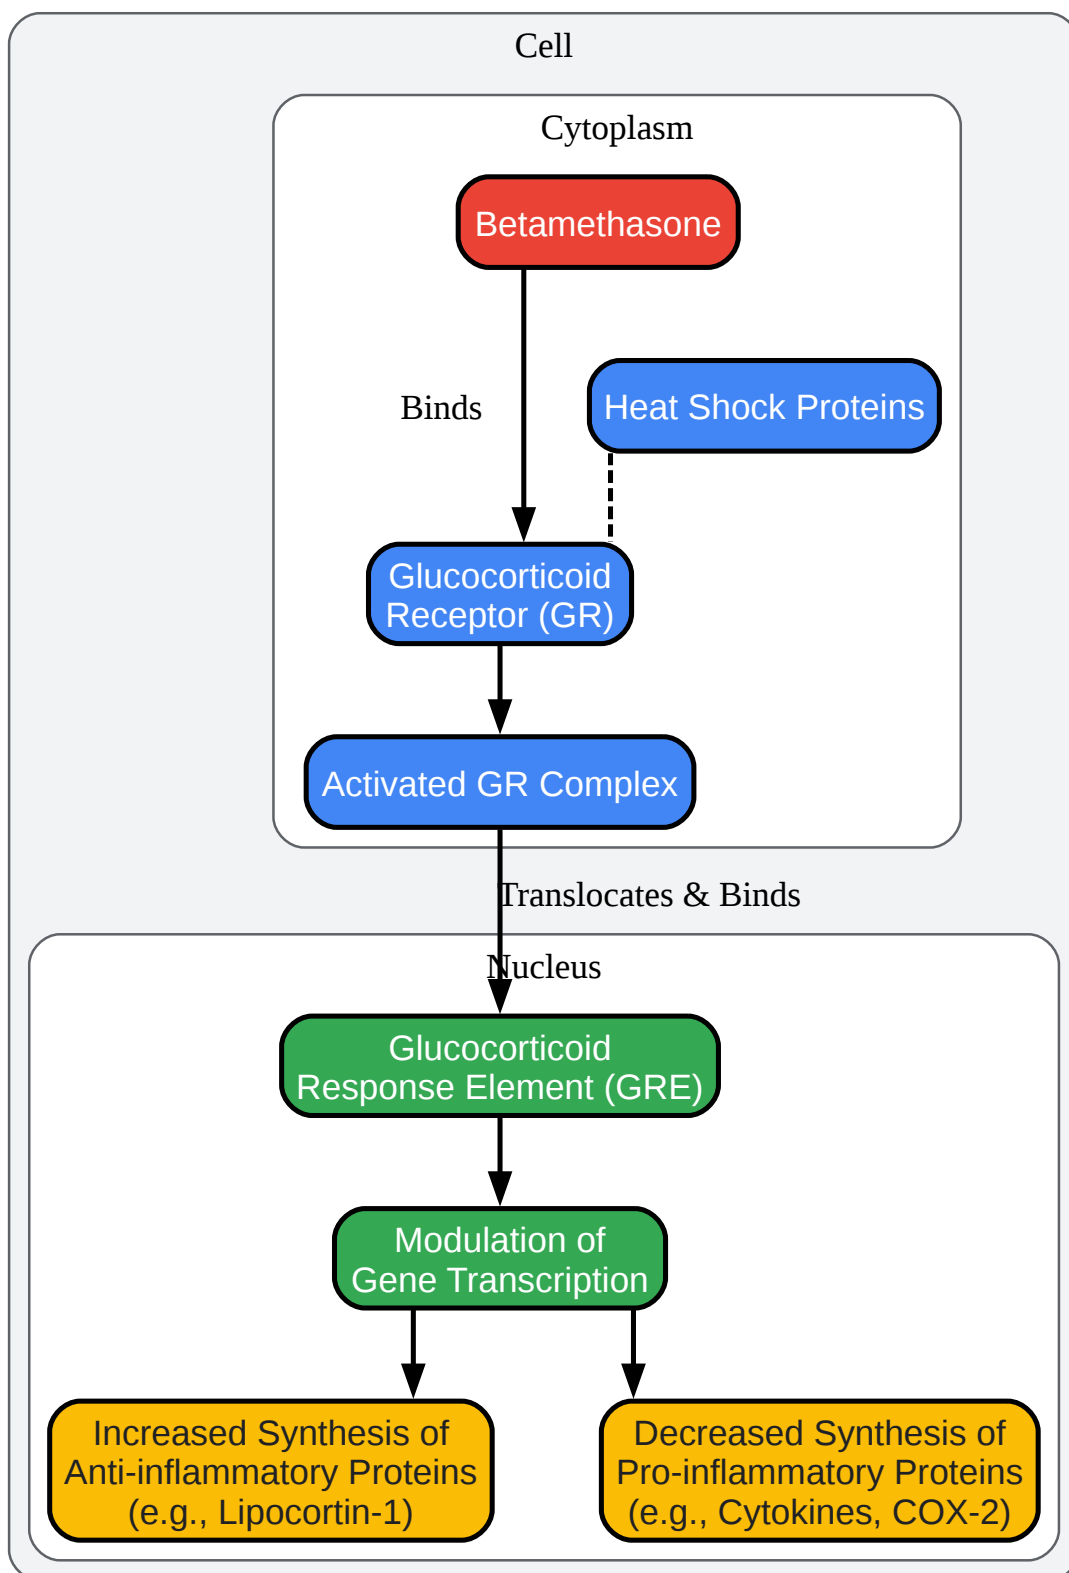 Cell
Cytoplasm
Betamethasone
Binds
Heat Shock Proteins
Glucocorticoid
Receptor (GR)
Activated GR Complex
Translocates & Binds
Nucleus
Glucocorticoid
Response Element (GRE)
Modulation of
Gene Transcription
Increased Synthesis of
Anti-inflammatory Proteins
(e.g., Lipocortin-1)
Decreased Synthesis of
Pro-inflammatory Proteins
(e.g., Cytokines, COX-2)